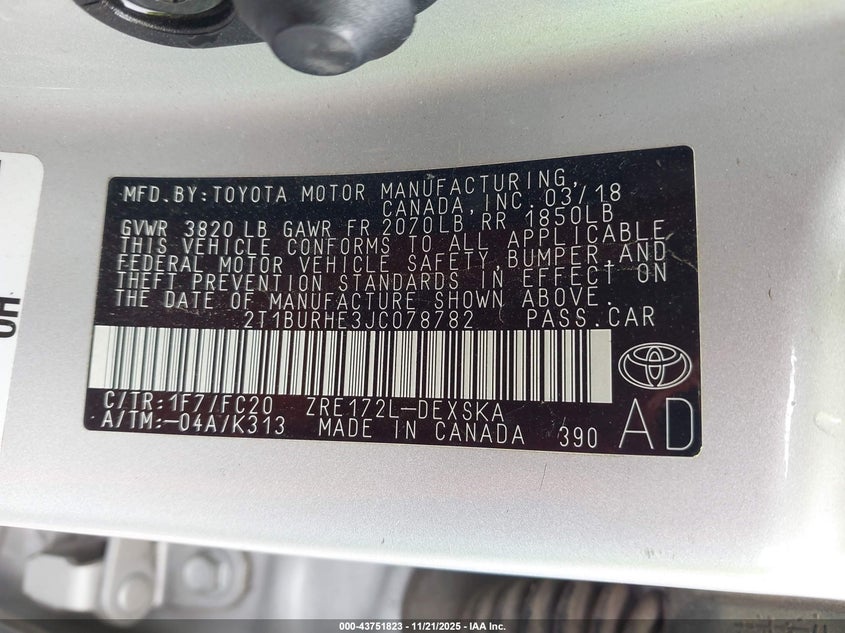 MFD.BY:TOYOTA MOTOR MANUFACTURING,
CANADA,INC. 03/18
GVWR 3820 LB GAWR FR 2070LB RR 1850LB
THIS VEHICLE CONFORMS TO ALL APPLICABLE
FEDERAL MOTOR VEHICLE SAFETY,BUMPER,AND
THEFT PREVENTION STANDARDS IN EFFECT ON
THE DATE OF MANUFACTURE SHOWN ABOVE.
2T1BURHE3JC078782 PASS.CAR
C/TR:1F7/FC20 ZRE172L-DEXSKA
A/TM:-04A/K313 MADE IN CANADA 390 AD
000-43751823 - 11/21/2025 - IAA Inc.